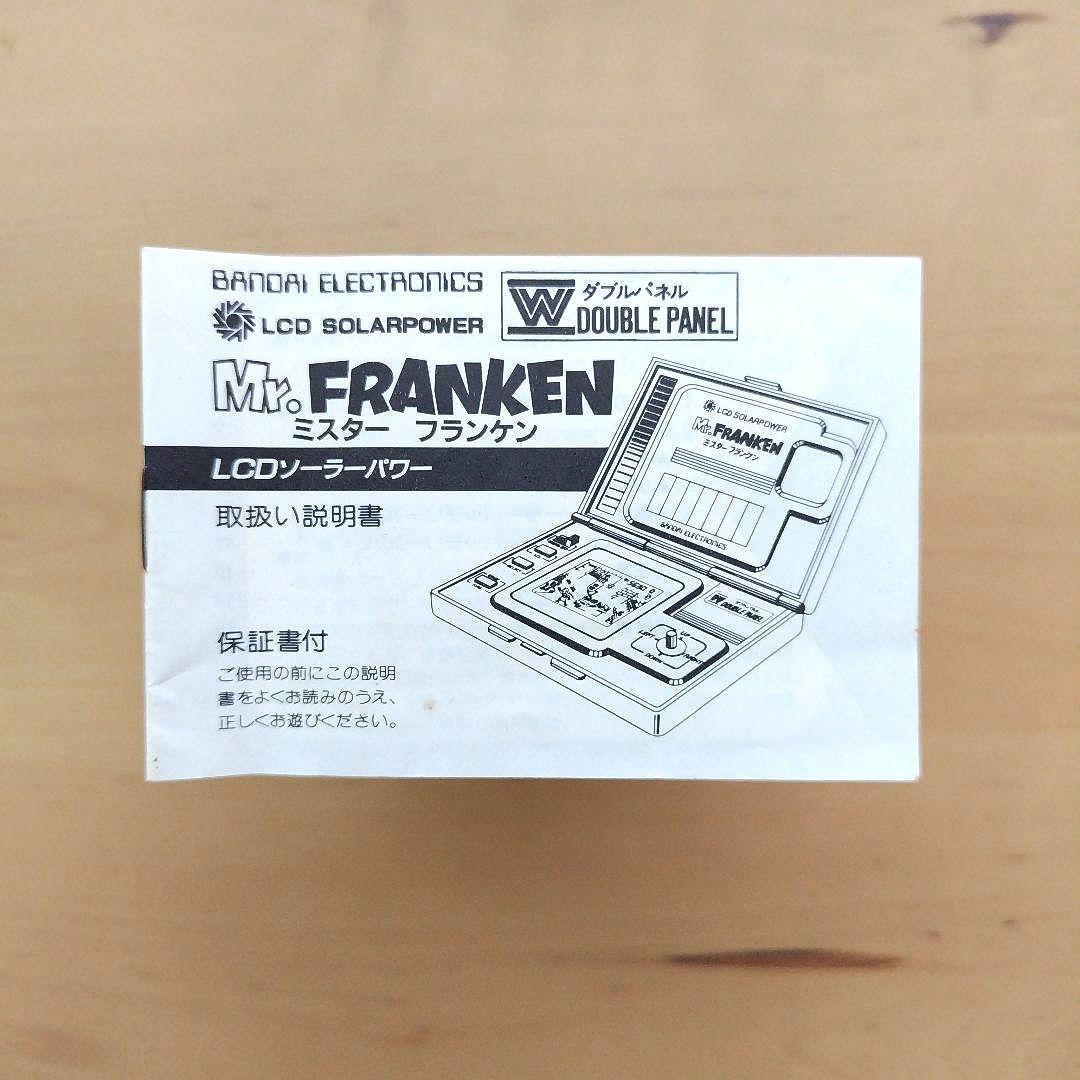 BANDAI ELECTRONICS
LCD SOLARPOWER
W ダブルパネル
DOUBLE PANEL
Mr. FRANKEN
ミスター フランケン
LCDソーラーパワー
取扱い説明書
保証書付
ご使用の前にこの説明
書をよくお読みのうえ、
正しくお遊びください。
LCD SOLARPOWER
Mr. FRANKEN
ミスター フランケン
BANDAI ELECTRONICS
W DOUBLE PANEL
UP
LEFT
RIGHT
DOWN